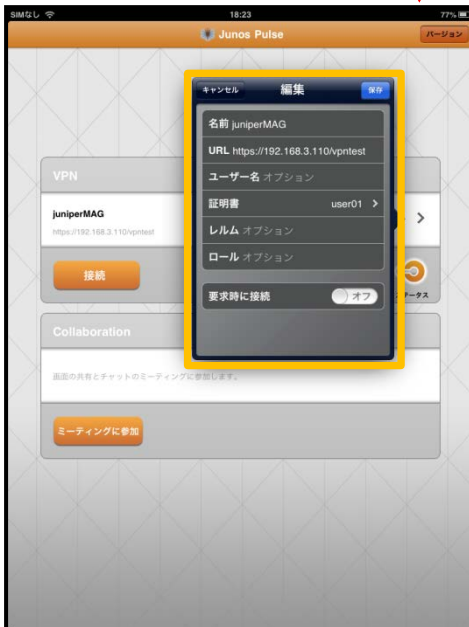 SIMなし 18:23 77%
Junos Pulse バージョン
キャンセル 編集 保存
名前 juniperMAG
URL https://192.168.3.110/vpntest
ユーザー名 オプション
証明書 user01
レルム オプション
ロール オプション
要求時に接続 オフ
VPN
juniperMAG
https://192.168.3.110/vpntest
接続
Collaboration
画面の共有とチャットのミーティングに参加します。
ミーティングに参加